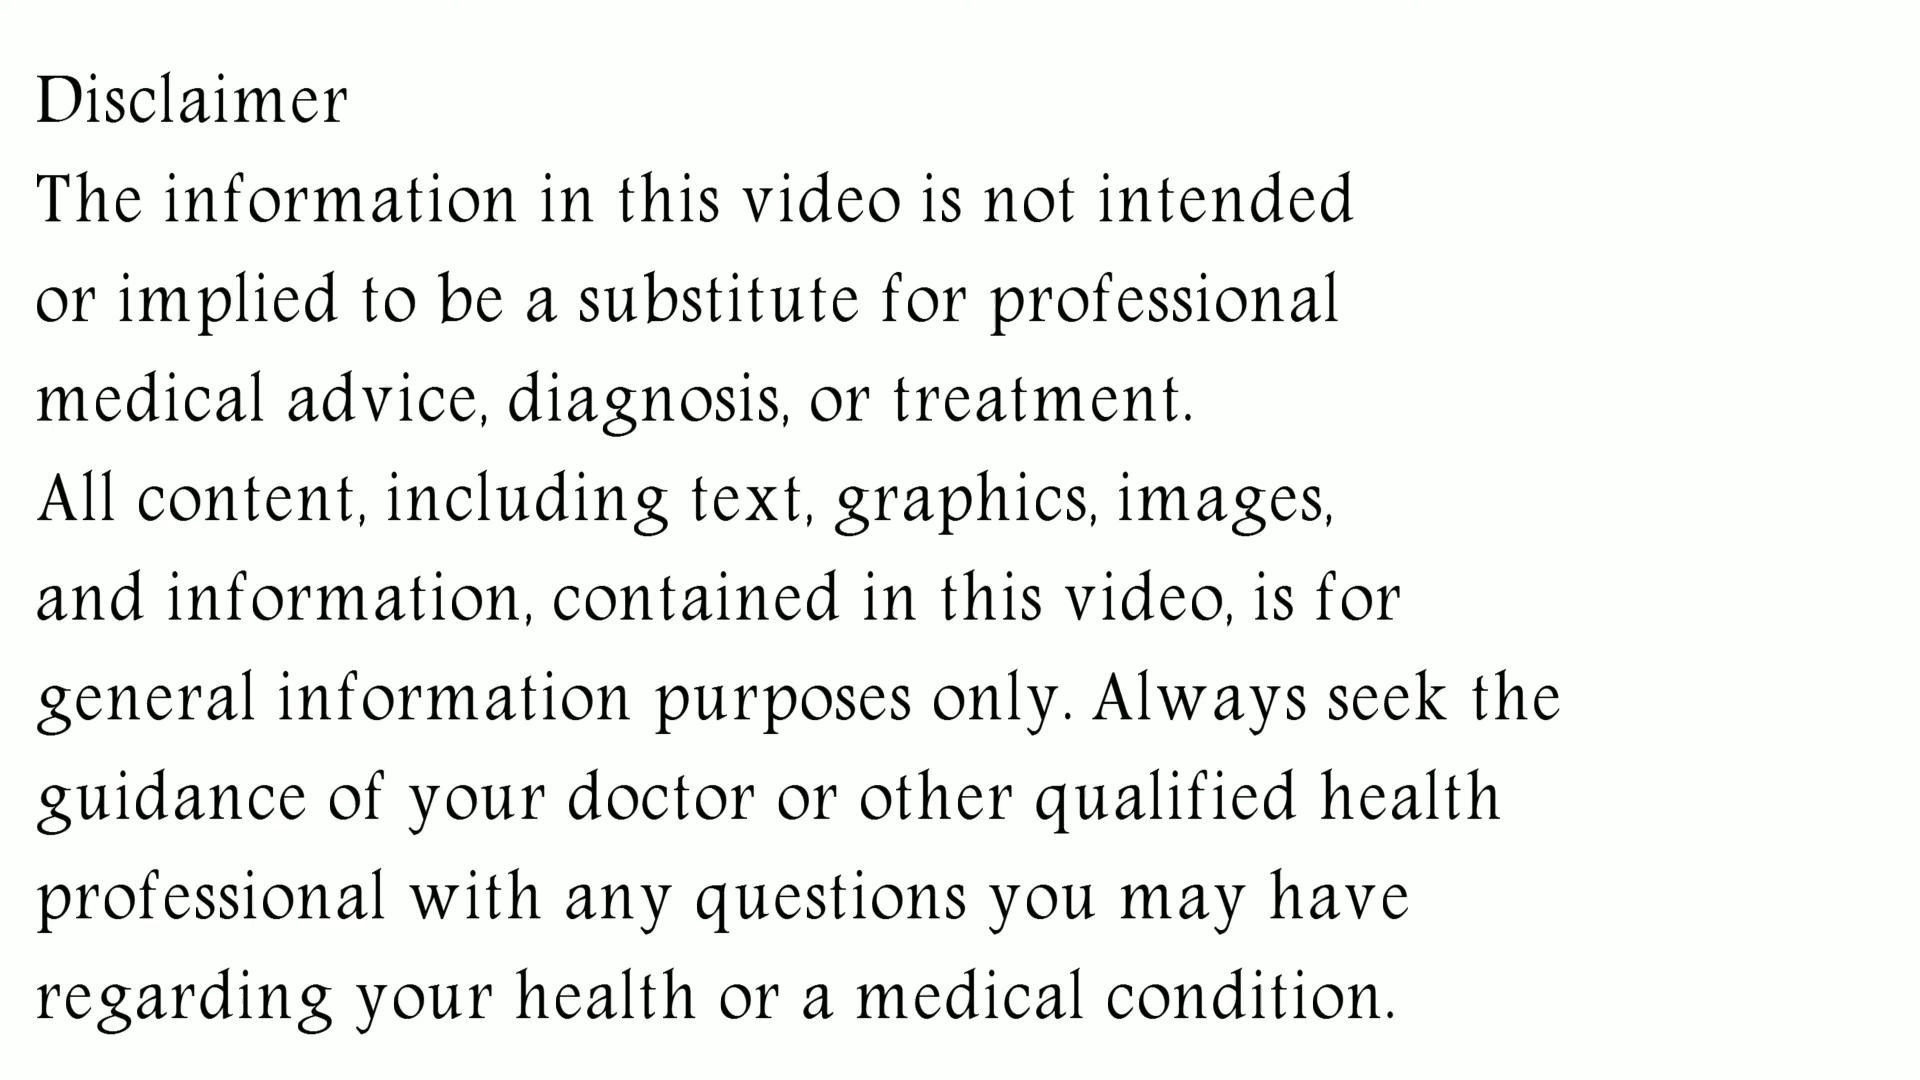 Disclaimer
The information in this video is not intended
or implied to be a substitute for professional
medical advice, diagnosis, or treatment.
All content, including text, graphics, images,
and information, contained in this video, is for
general information purposes only. Always seek the
guidance of your doctor or other qualified health
professional with any questions you may have
regarding your health or a medical condition.